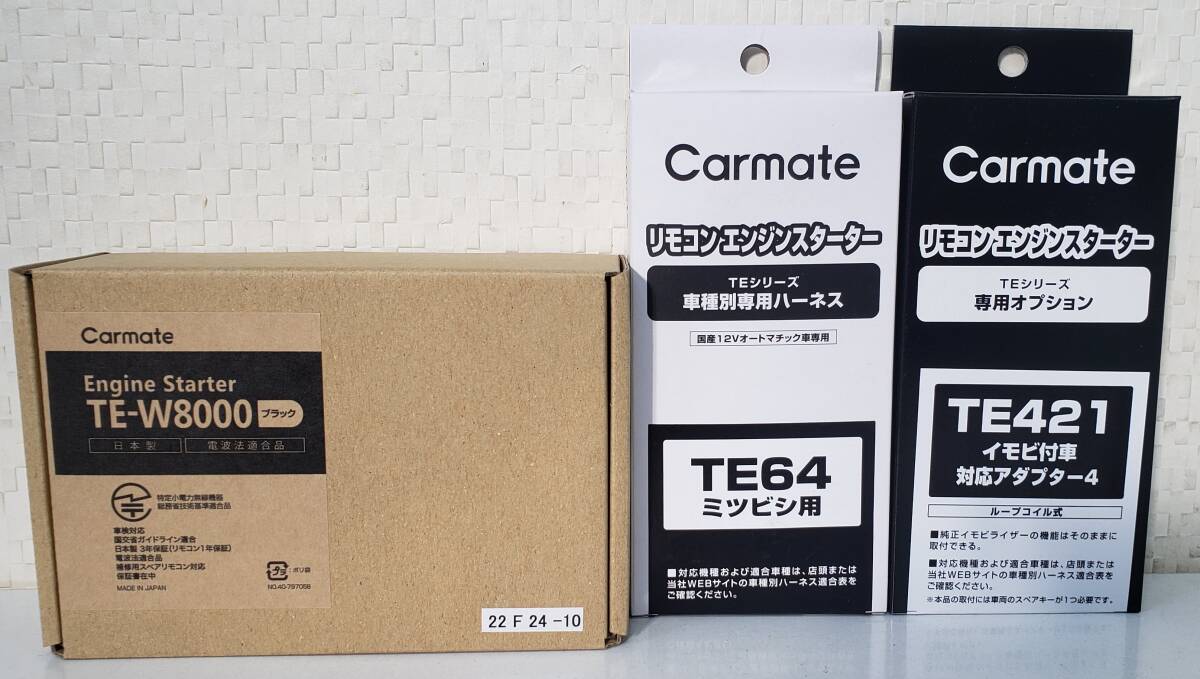 Carmate
Engine Starter
TE-W8000 ブラック
日本製 電波法適合品
特定小電力無線機器
総務省技術基準適合品
車検対応
国交省ガイドライン適合
日本製 3年保証(リモコン1年保証)
電波法適合品
補修用スペアリモコン対応
保証書在中
MADE IN JAPAN
プラ
:ポリ袋
NO.40-797058
22 F 24 -10
Carmate
リモコンエンジンスターター
TEシリーズ
車種別専用ハーネス
国産12Vオートマチック車専用
TE64
ミツビシ用
■対応機種および適合車種は、店頭または
当社WEBサイトの車種別ハーネス適合表を
ご確認ください。
Carmate
リモコンエンジンスターター
TEシリーズ
専用オプション
TE421
イモビ付車
対応アダプター4
ループコイル式
■純正イモビライザーの機能はそのままに
取付できる。
■対応機種および適合車種は、店頭または
当社WEBサイトの車種別ハーネス適合表を
ご確認ください。
※本品の取付には車両のスペアキーが1つ必要です。